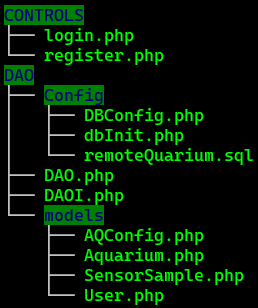 CONTROLS
├── login.php
└── register.php
DAO
├── Config
│   ├── DBConfig.php
│   ├── dbInit.php
│   └── remoteQuarium.sql
├── DAO.php
├── DAOI.php
└── models
    ├── AQConfig.php
    ├── Aquarium.php
    ├── SensorSample.php
    └── User.php